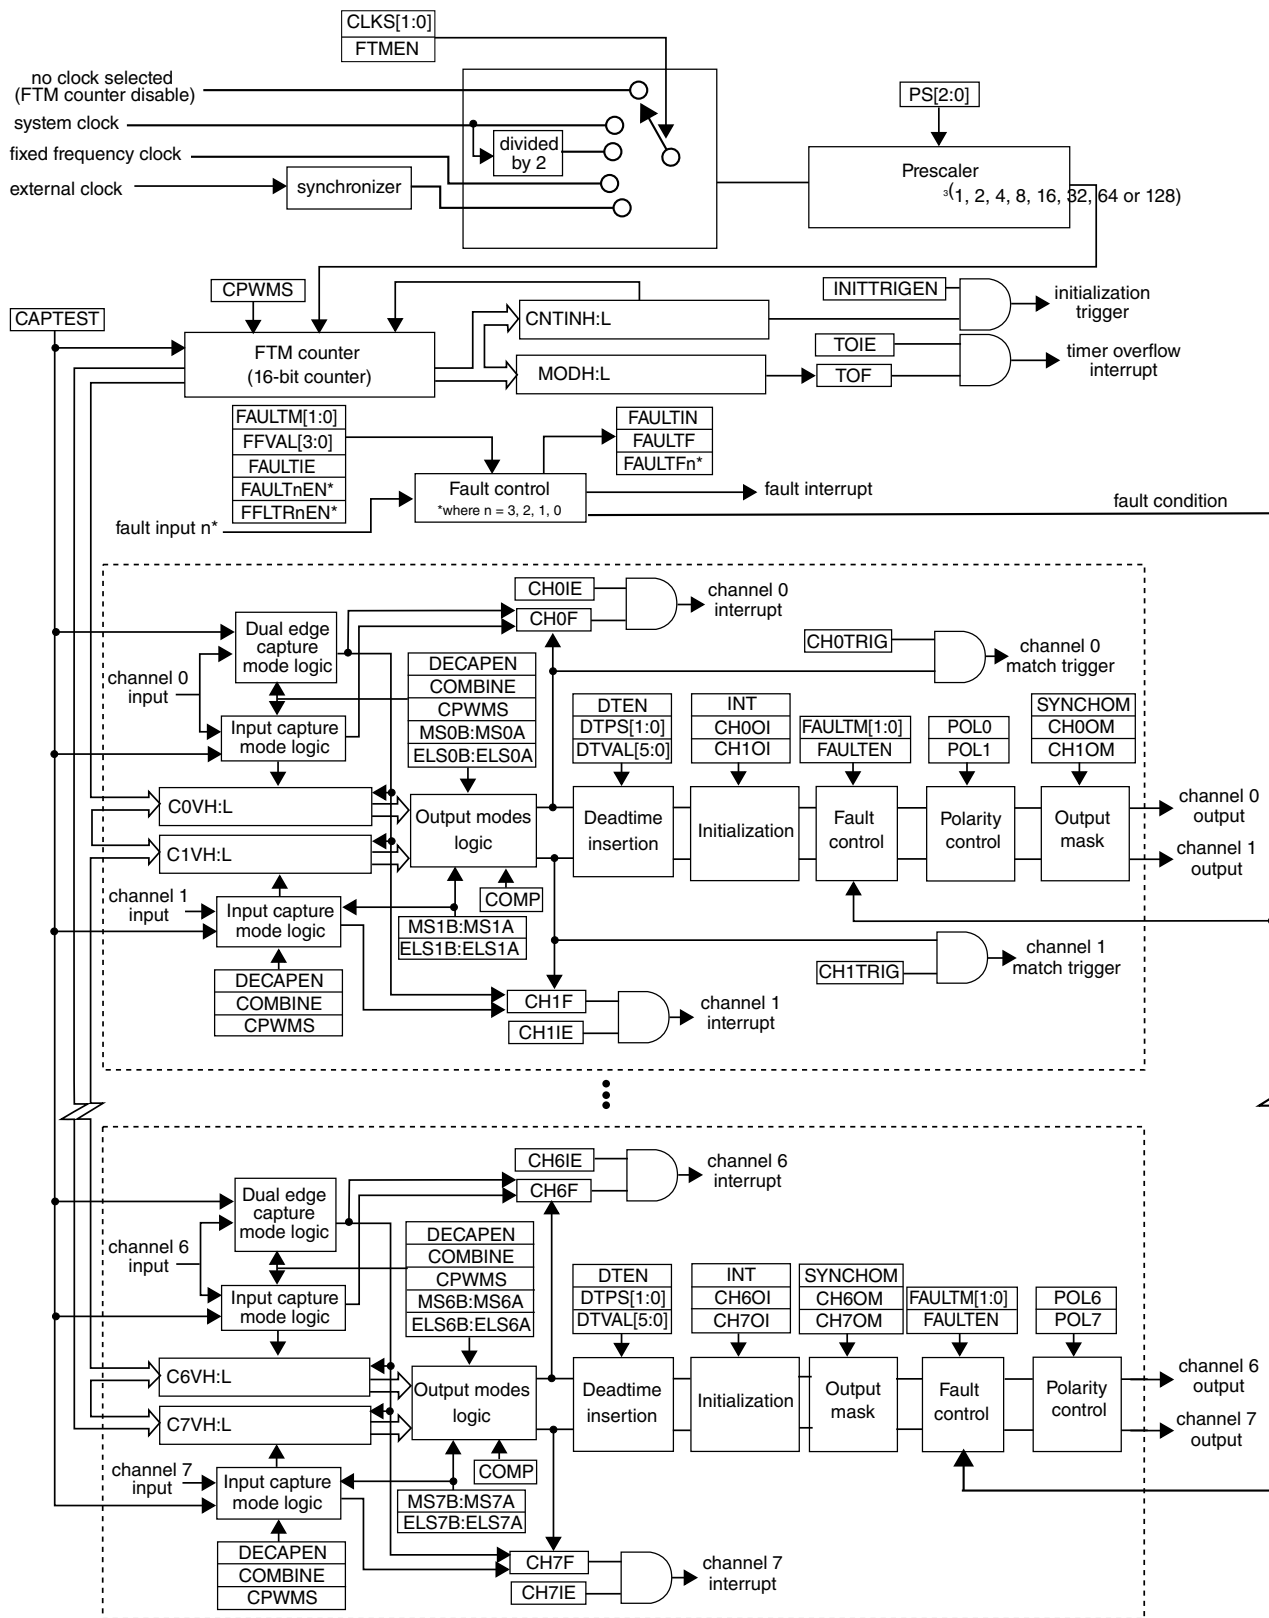 CLKS[1:0]
FTMEN
no clock selected
(FTM counter disable)
system clock
fixed frequency clock
external clock
divided
by 2
synchronizer
PS[2:0]
Prescaler
3(1, 2, 4, 8, 16, 32, 64 or 128)
CPWMS
CAPTEST
FTM counter
(16-bit counter)
CNTINH:L
MODH:L
INITTRIGEN
initialization
trigger
TOIE
TOF
timer overflow
interrupt
FAULTM[1:0]
FFVAL[3:0]
FAULTIE
FAULTnEN*
FFLTRnEN*
fault input n*
Fault control
*where n = 3, 2, 1, 0
FAULTIN
FAULTF
FAULTFn*
fault interrupt
fault condition
CH0IE
CH0F
channel 0
interrupt
Dual edge
capture
mode logic
channel 0
input
Input capture
mode logic
DECAPEN
COMBINE
CPWMS
MS0B:MS0A
ELS0B:ELS0A
CH0TRIG
channel 0
match trigger
DTEN
DTPS[1:0]
DTVAL[5:0]
INT
CH0OI
CH1OI
FAULTM[1:0]
FAULTEN
POL0
POL1
SYNCHOM
CH0OM
CH1OM
C0VH:L
C1VH:L
Output modes
logic
Deadtime
insertion
Initialization
Fault
control
Polarity
control
Output
mask
channel 0
output
channel 1
output
channel 1
input
Input capture
mode logic
COMP
MS1B:MS1A
ELS1B:ELS1A
DECAPEN
COMBINE
CPWMS
CH1F
CH1IE
channel 1
interrupt
CH1TRIG
channel 1
match trigger
CH6IE
CH6F
channel 6
interrupt
Dual edge
capture
mode logic
channel 6
input
Input capture
mode logic
DECAPEN
COMBINE
CPWMS
MS6B:MS6A
ELS6B:ELS6A
DTEN
DTPS[1:0]
DTVAL[5:0]
INT
CH6OI
CH7OI
SYNCHOM
CH6OM
CH7OM
FAULTM[1:0]
FAULTEN
POL6
POL7
C6VH:L
C7VH:L
Output modes
logic
Deadtime
insertion
Initialization
Output
mask
Fault
control
Polarity
control
channel 6
output
channel 7
output
channel 7
input
Input capture
mode logic
COMP
MS7B:MS7A
ELS7B:ELS7A
DECAPEN
COMBINE
CPWMS
CH7F
CH7IE
channel 7
interrupt